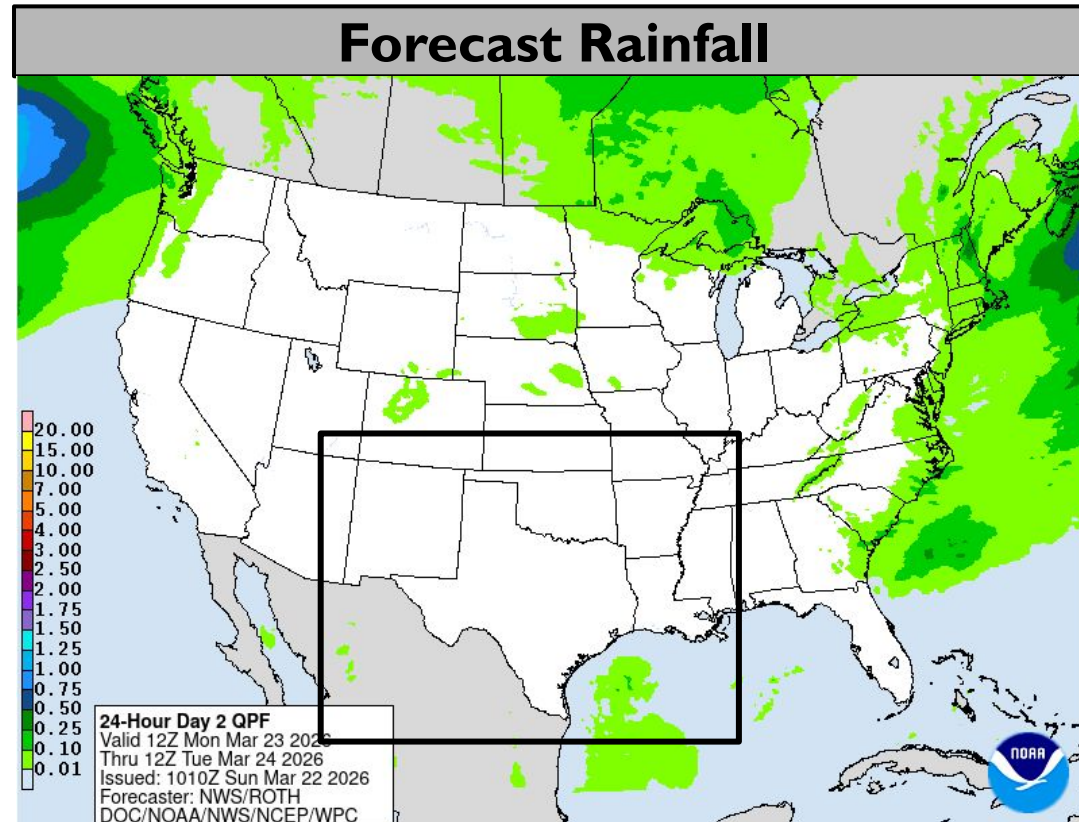 Forecast Rainfall
20.00
15.00
10.00
7.00
5.00
4.00
3.00
2.50
2.00
1.75
1.50
1.25
1.00
0.75
0.50
0.25
0.10
0.01
24-Hour Day 2 QPF
Valid 12Z Mon Mar 23 2026
Thru 12Z Tue Mar 24 2026
Issued: 1010Z Sun Mar 22 2026
Forecaster: NWS/ROTH
DOC/NOAA/NWS/NCEP/WPC
NOAA